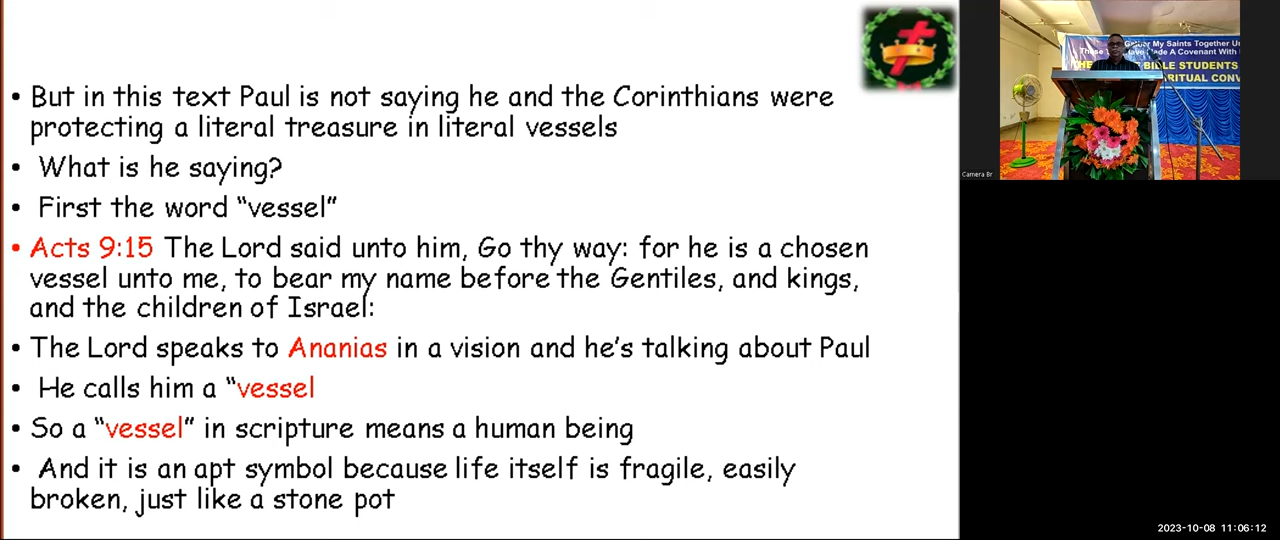 • But in this text Paul is not saying he and the Corinthians were
protecting a literal treasure in literal vessels
• What is he saying?
• First the word “vessel”
• Acts 9:15 The Lord said unto him, Go thy way: for he is a chosen
vessel unto me, to bear my name before the Gentiles, and kings,
and the children of Israel:
• The Lord speaks to Ananias in a vision and he’s talking about Paul
• He calls him a “vessel
• So a “vessel” in scripture means a human being
• And it is an apt symbol because life itself is fragile, easily
broken, just like a stone pot
My Saints Together
A Covenant With
BIBLE STUDENTS
Camera Br
2023-10-08 11:06:12